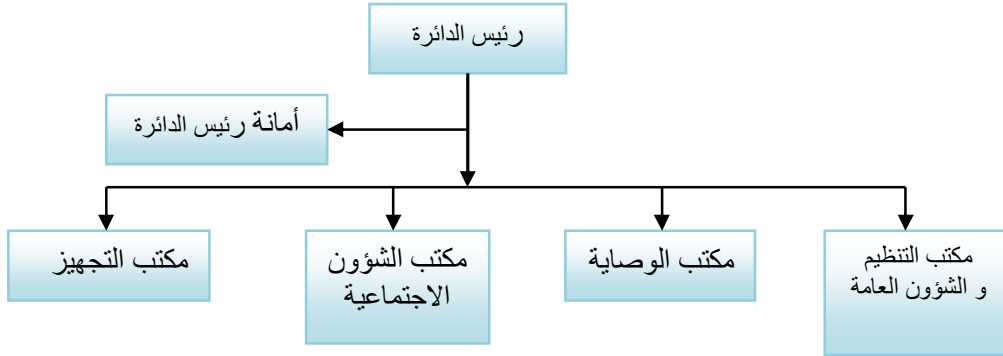 رئيس الدائرة
أمانة رئيس الدائرة
مكتب التنظيم
و الشؤون العامة
مكتب الوصاية
مكتب الشؤون
الاجتماعية
مكتب التجهيز